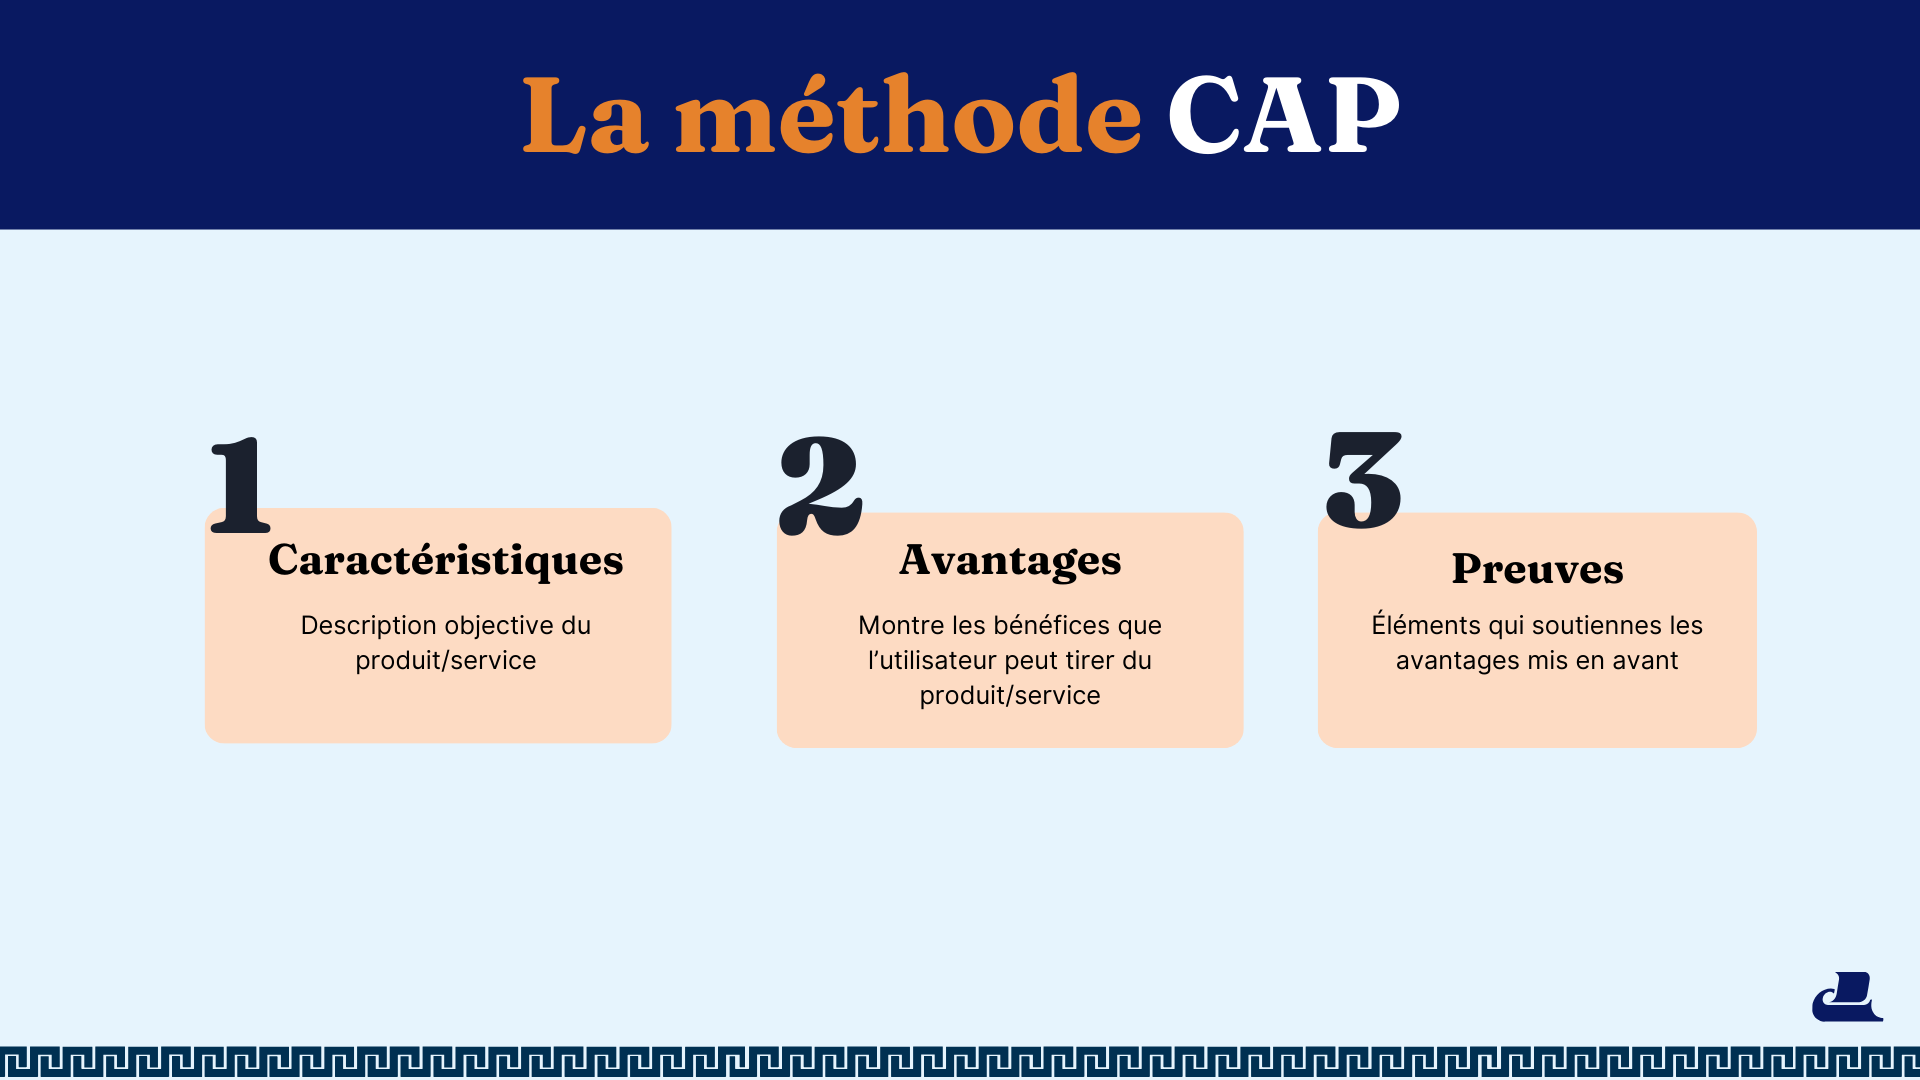 La méthode CAP
1
Caractéristiques
Description objective du
produit/service
2
Avantages
Montre les bénéfices que
l’utilisateur peut tirer du
produit/service
3
Preuves
Éléments qui soutiennes les
avantages mis en avant